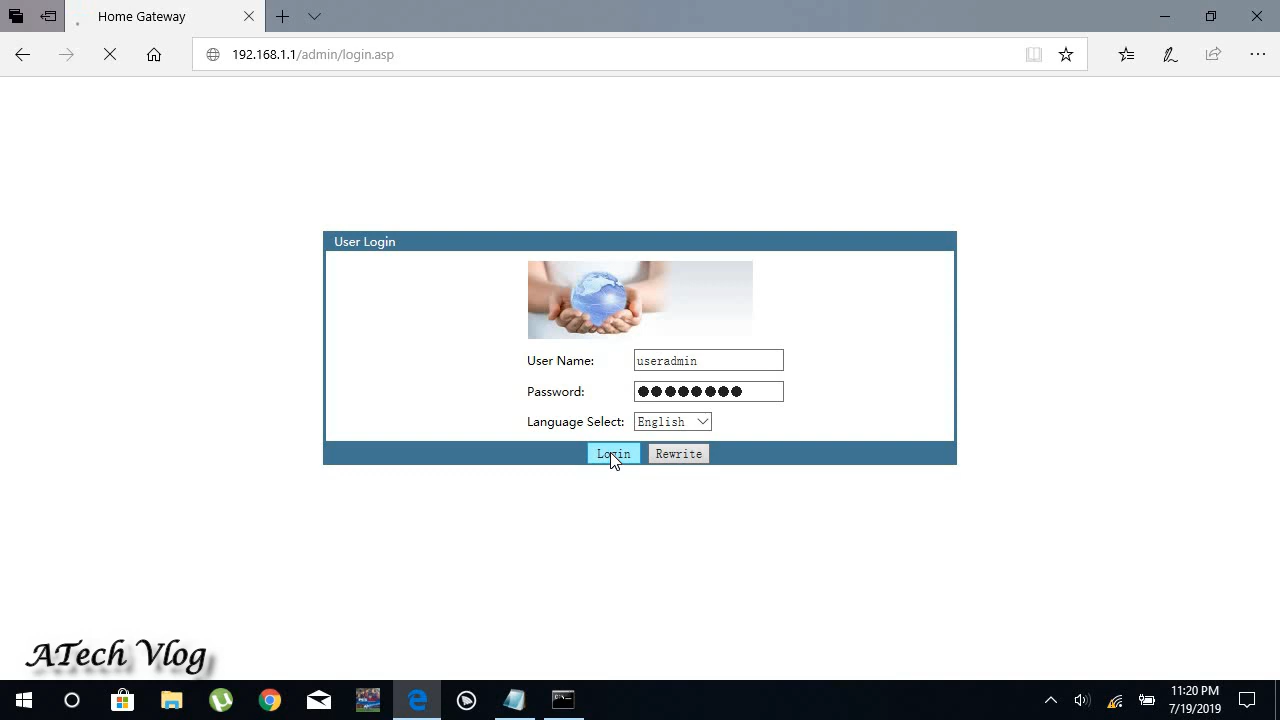 Home Gateway
192.168.1.1/admin/login.asp
User Login
User Name: useradmin
Password: ●●●●●●●●
Language Select: English
Login Rewrite
ATech Vlog
11:20 PM
7/19/2019